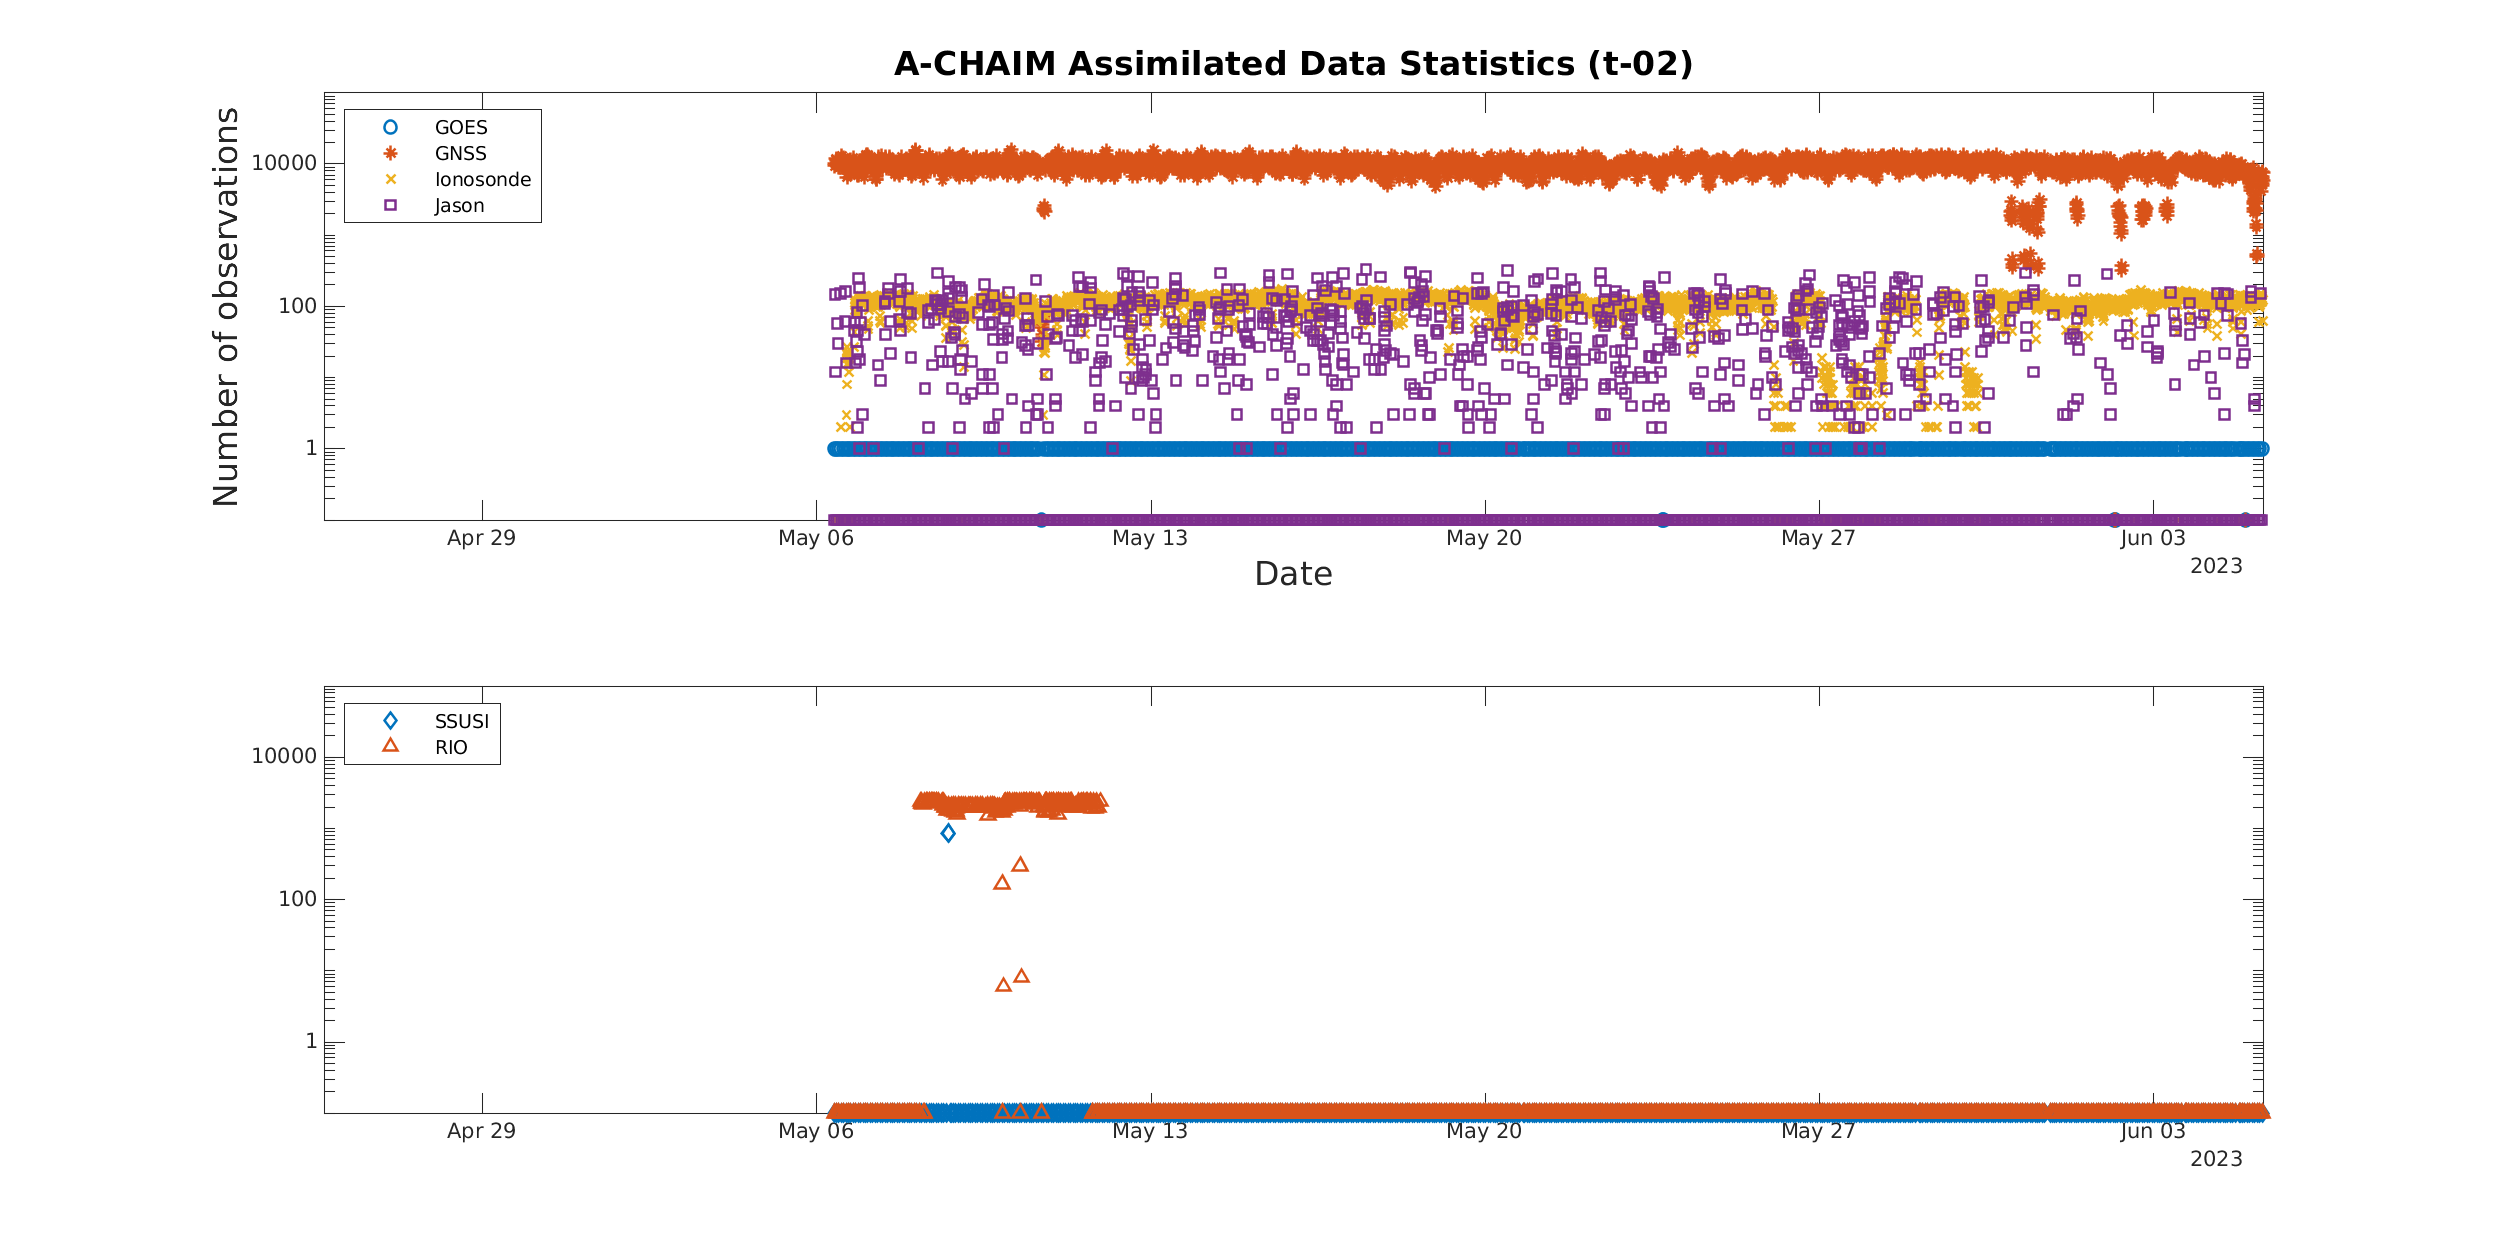 A-CHAIM Assimilated Data Statistics (t-02)
Number of observations
10000
100
1
GOES
GNSS
Ionosonde
Jason
Apr 29
May 06
May 13
May 20
May 27
Jun 03
2023
Date
10000
100
1
SSUSI
RIO
Apr 29
May 06
May 13
May 20
May 27
Jun 03
2023